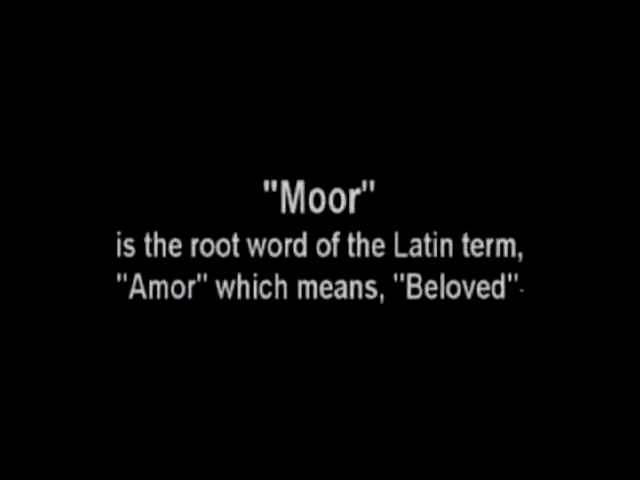 "Moor"
is the root word of the Latin term,
"Amor" which means, "Beloved".